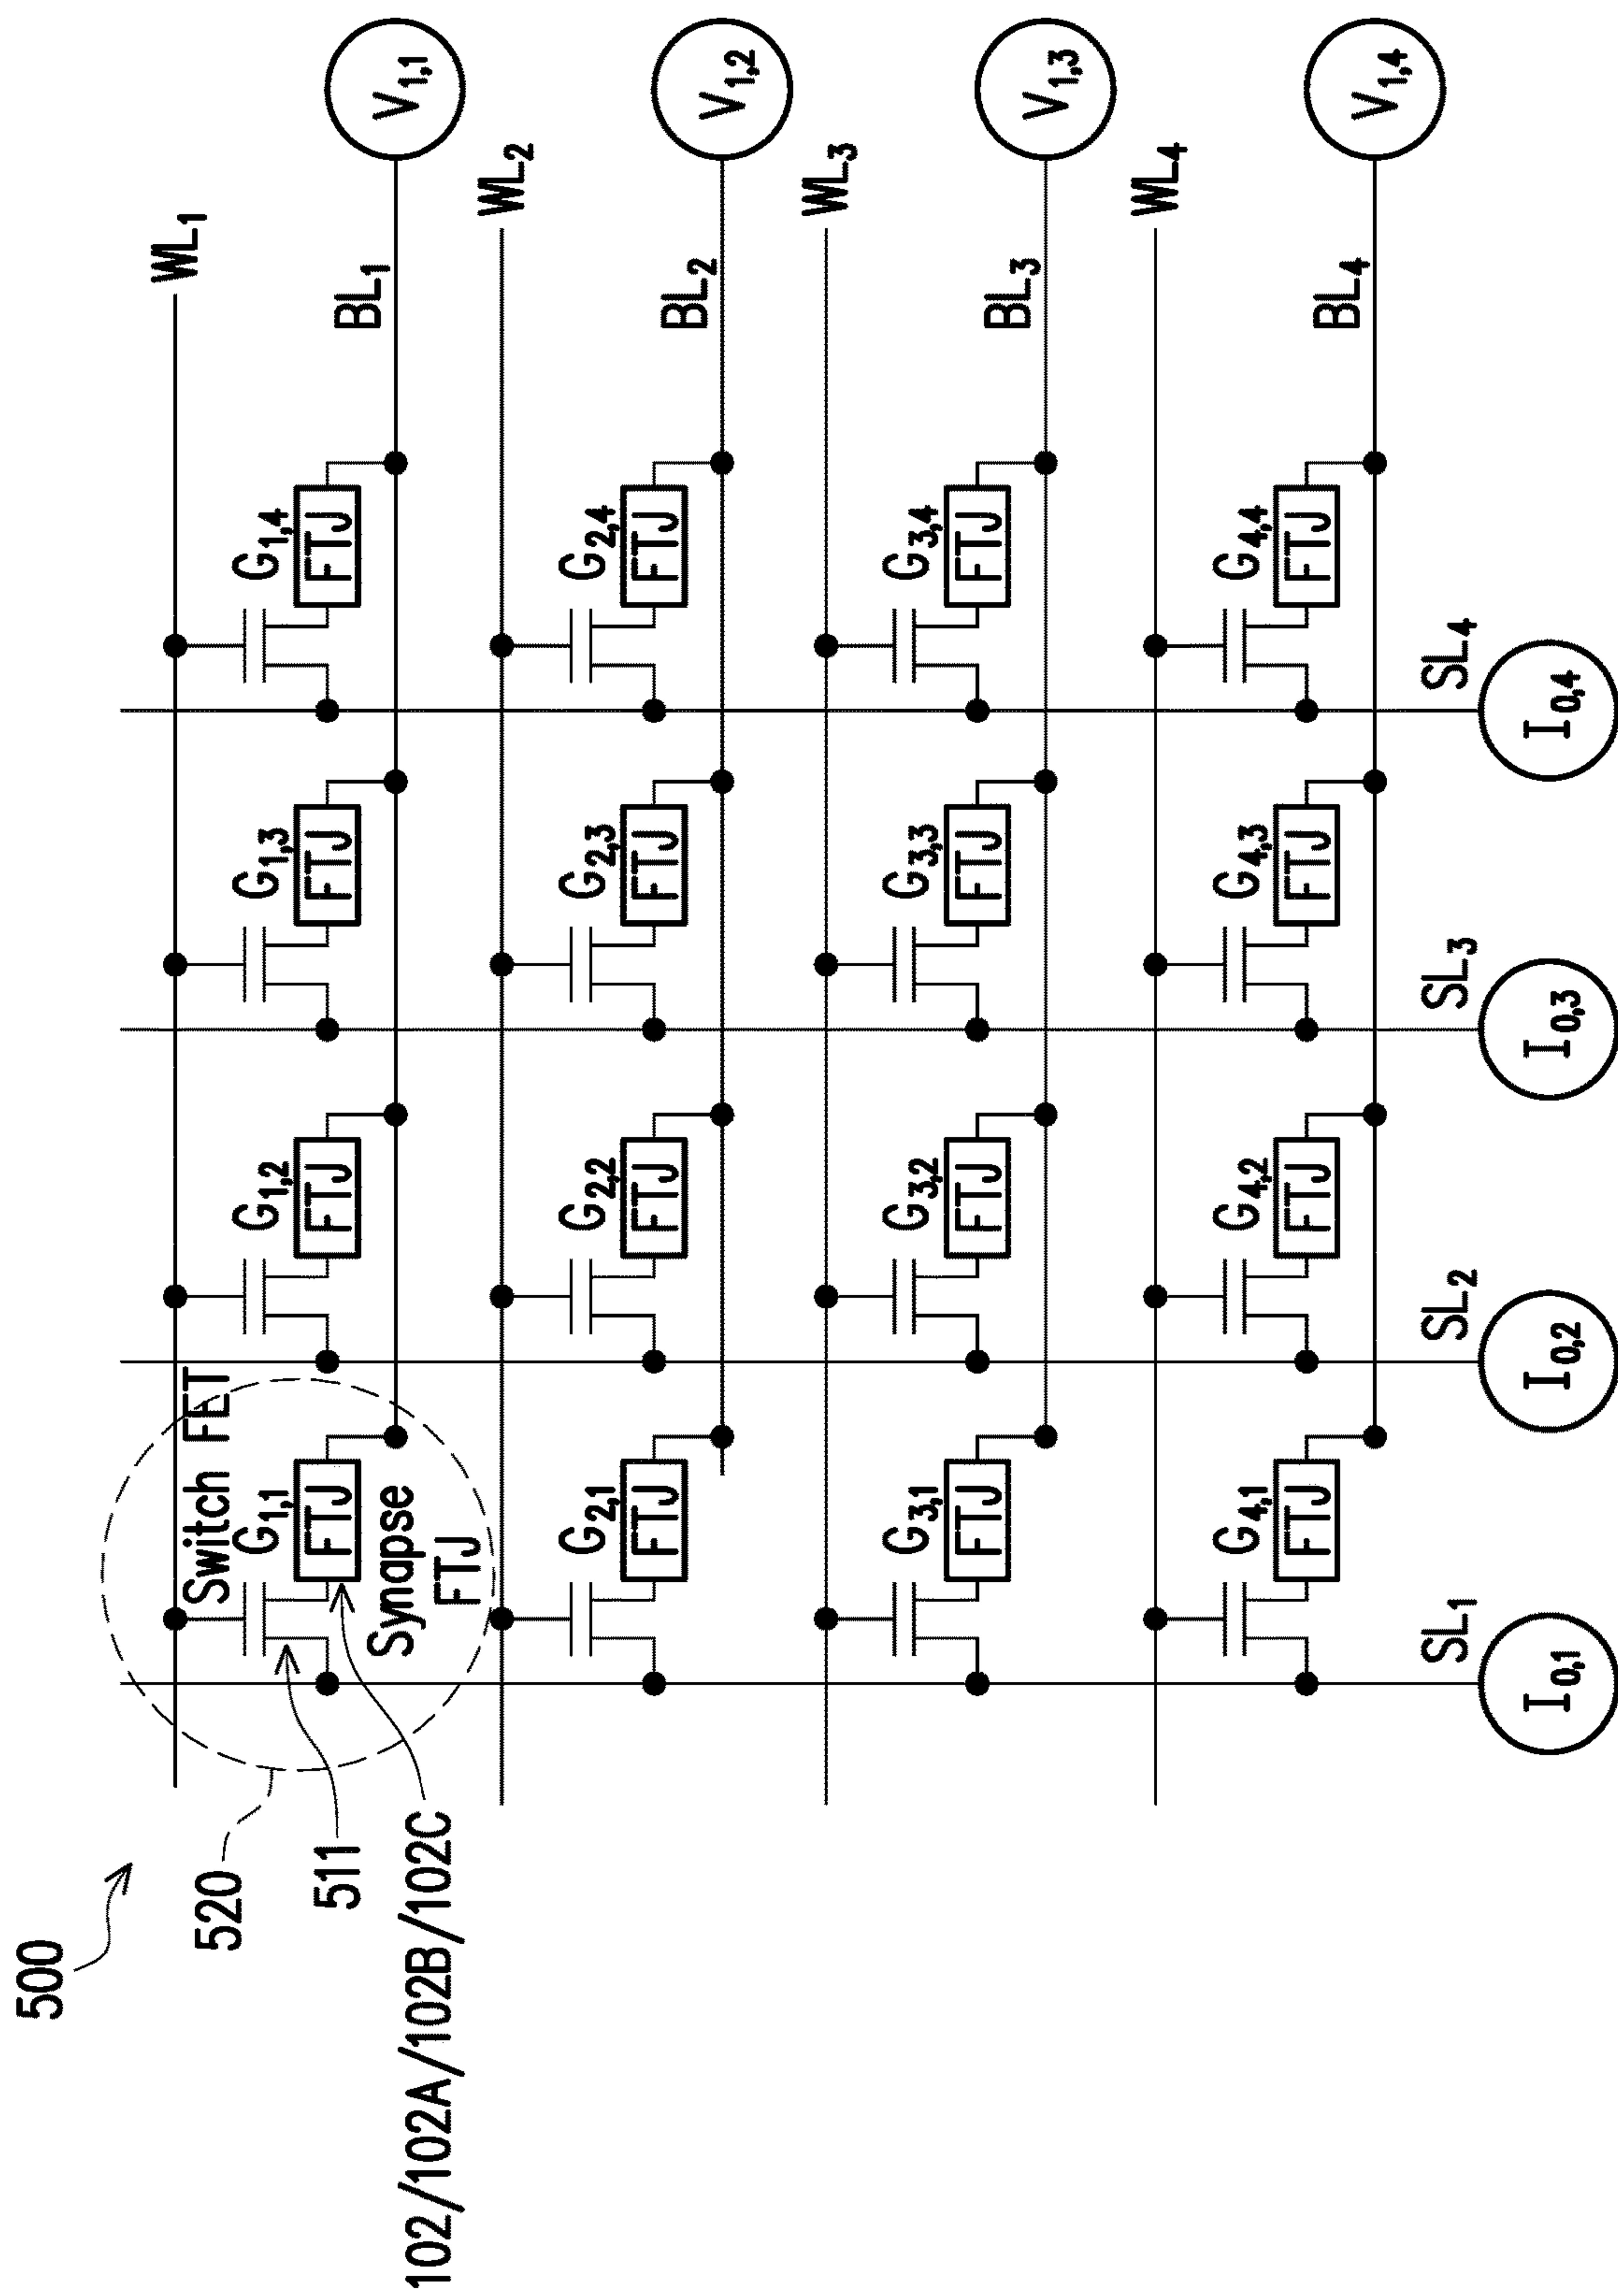 500
WL1
520
Switch FET
G1,1 G1,2 G1,3 G1,4
511
FTJ FTJ FTJ FTJ
BL1
V1,1
Synapse
FTJ
102/102A/102B/102C
WL2
G2,1 G2,2 G2,3 G2,4
FTJ FTJ FTJ FTJ
BL2
V1,2
WL3
G3,1 G3,2 G3,3 G3,4
FTJ FTJ FTJ FTJ
BL3
V1,3
WL4
G4,1 G4,2 G4,3 G4,4
FTJ FTJ FTJ FTJ
BL4
V1,4
SL1 SL2 SL3 SL4
I0,1 I0,2 I0,3 I0,4